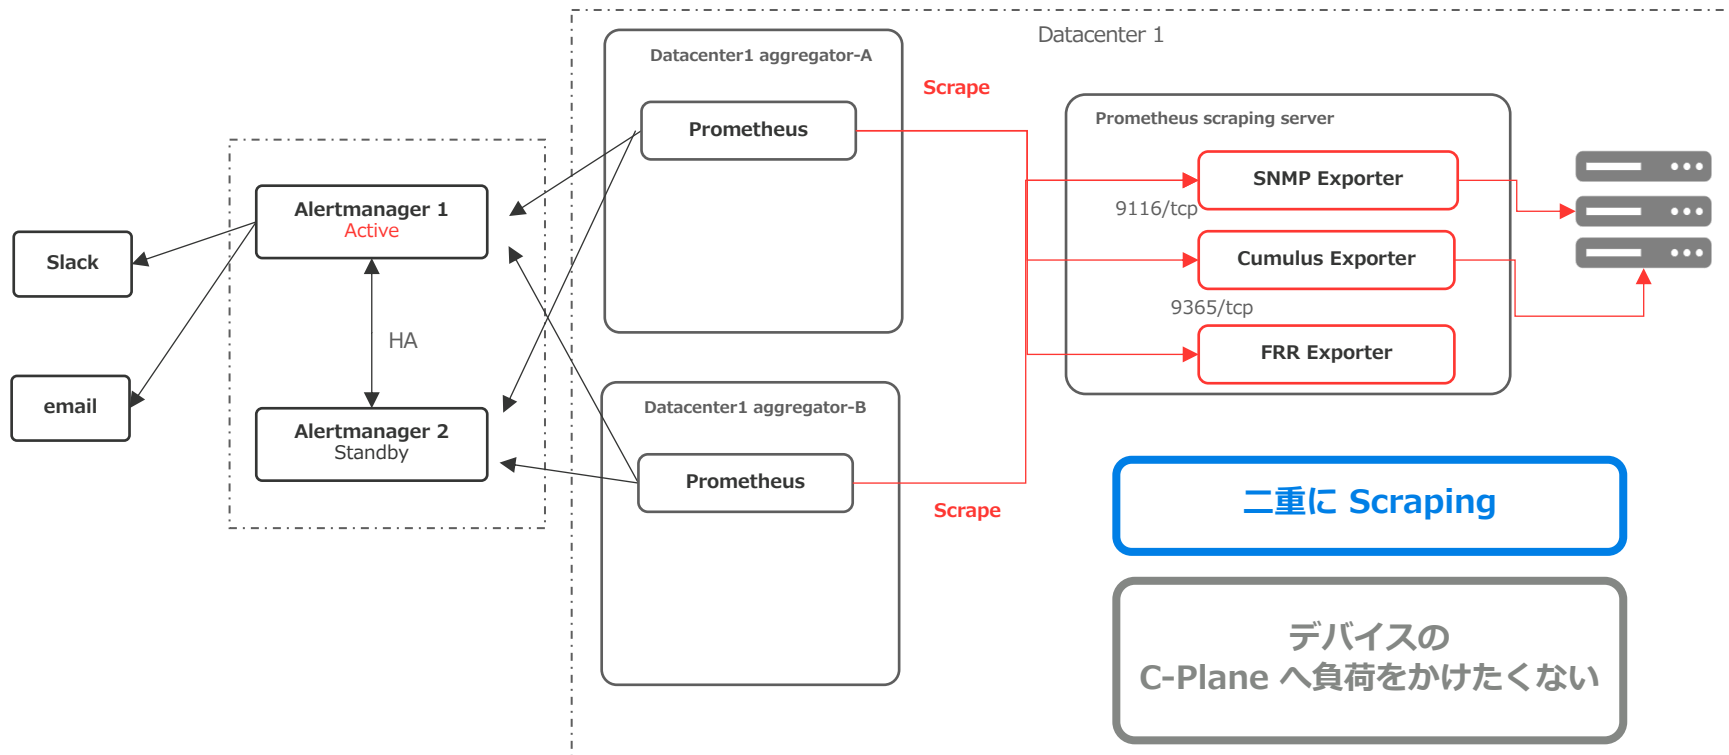 Datacenter 1
Datacenter1 aggregator-A
Prometheus
Scrape
Prometheus scraping server
SNMP Exporter
9116/tcp
Cumulus Exporter
9365/tcp
FRR Exporter
Alertmanager 1
Active
HA
Alertmanager 2
Standby
Slack
email
Datacenter1 aggregator-B
Prometheus
Scrape
二重に Scraping
デバイスの
C-Plane へ負荷をかけたくない